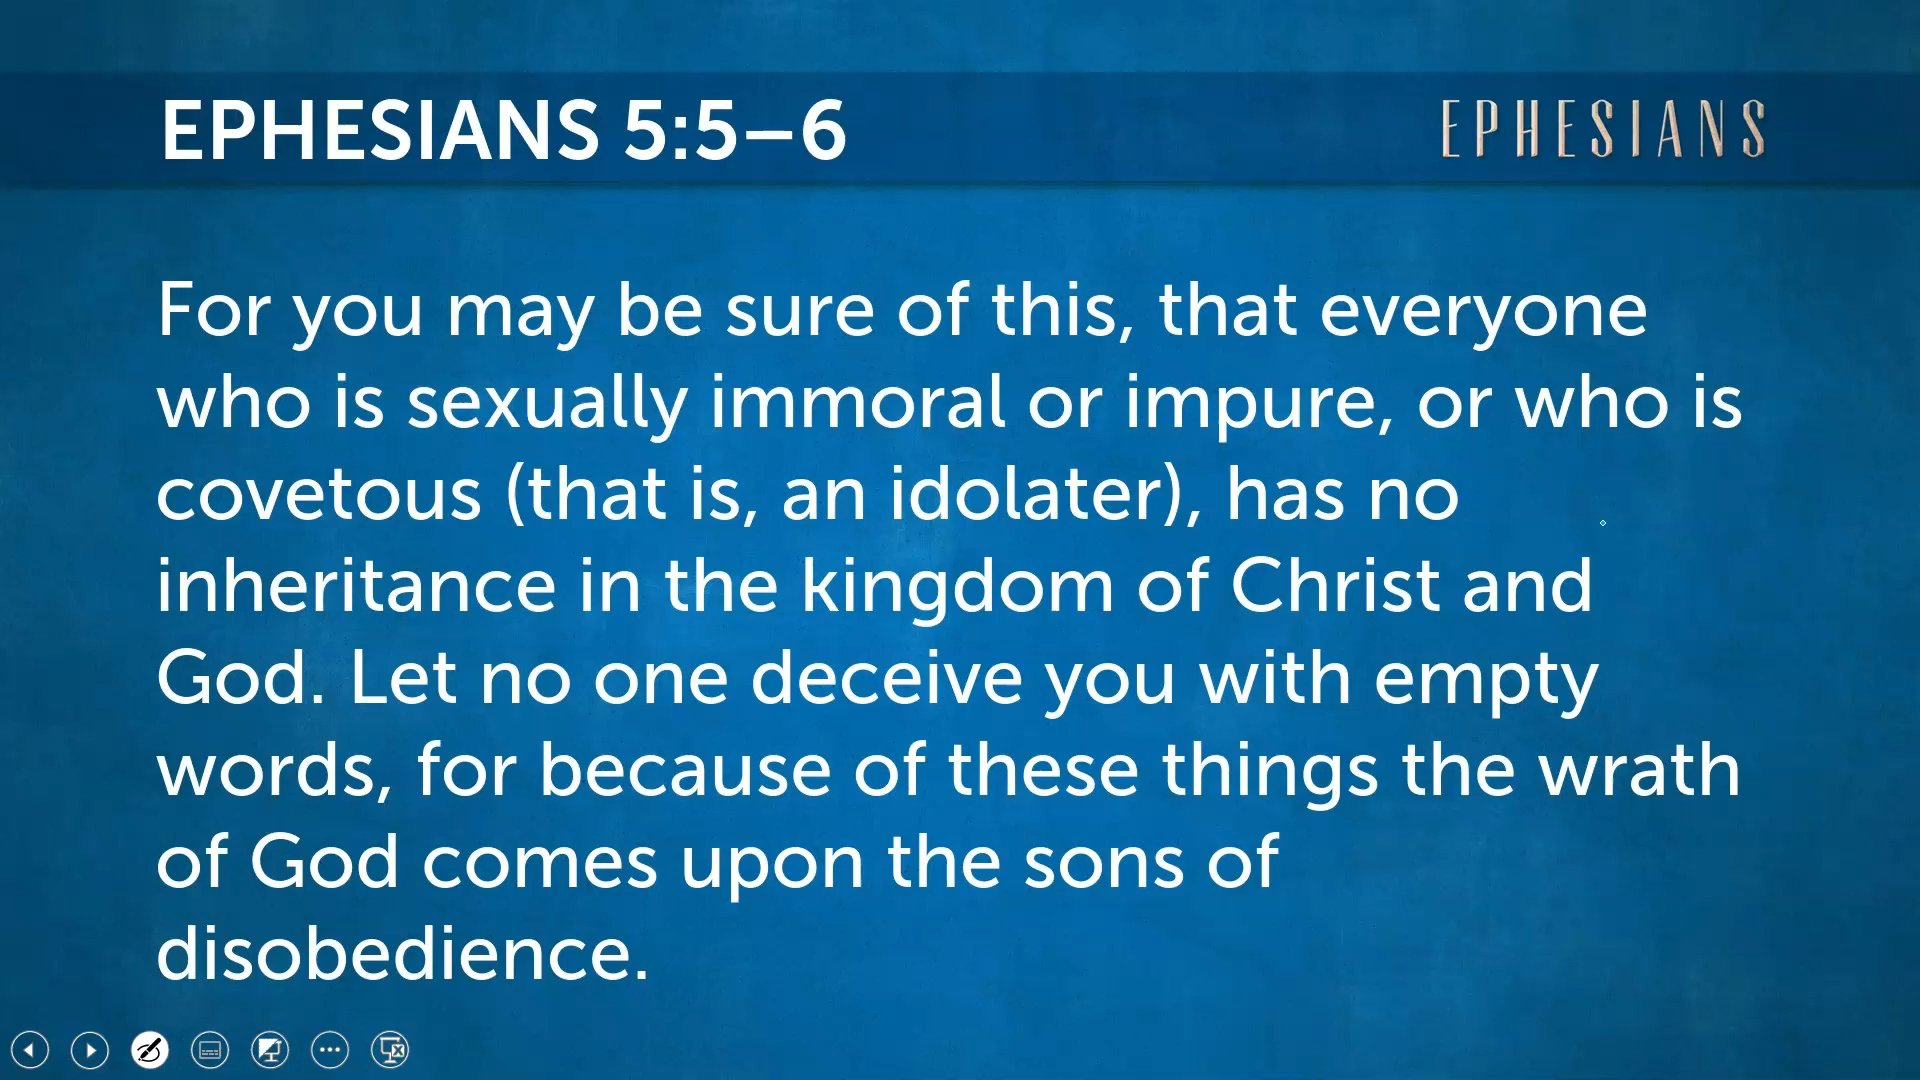 EPHESIANS 5:5–6
EPHESIANS
For you may be sure of this, that everyone
who is sexually immoral or impure, or who is
covetous (that is, an idolater), has no
inheritance in the kingdom of Christ and
God. Let no one deceive you with empty
words, for because of these things the wrath
of God comes upon the sons of
disobedience.